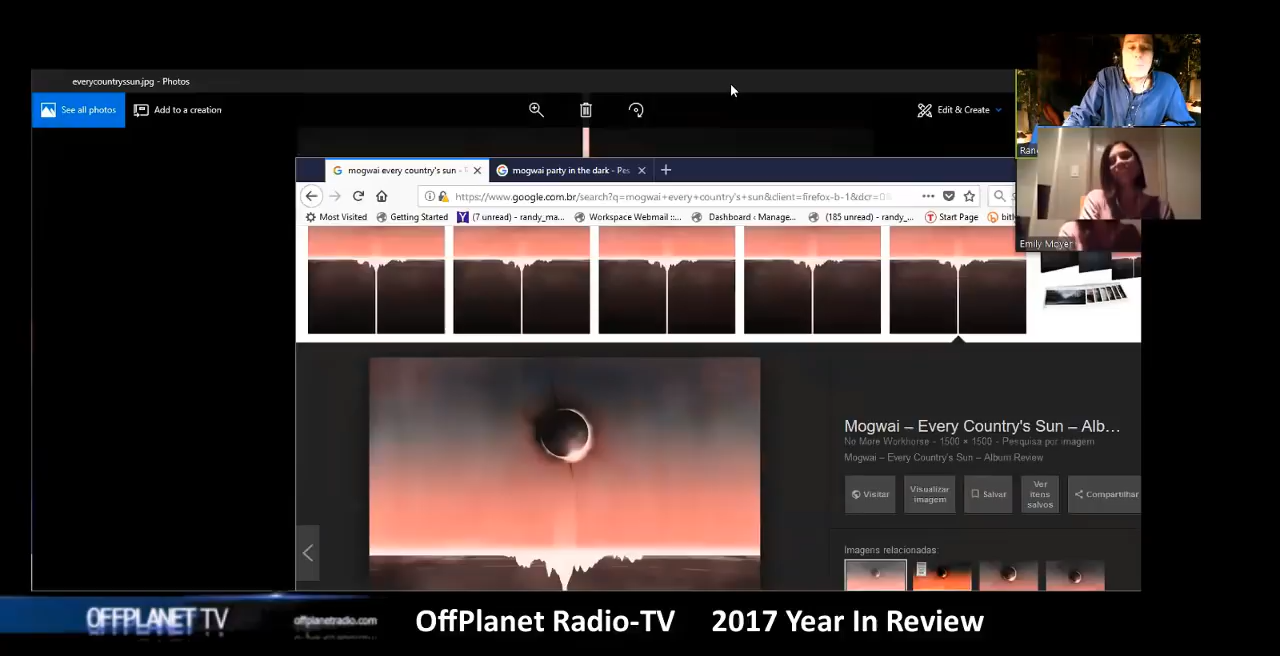 everycountryssun.jpg - Photos
See all photos
Add to a creation
Edit & Create
Ran
Emily Moyer
mogwai every country's sun -
mogwai party in the dark - Pes
https://www.google.com.br/search?q=mogwai+every+country's+sun&client=firefox-b-1&dcr=0
Most Visited
Getting Started
(7 unread) - randy_ma...
Workspace Webmail ::...
Dashboard ‹ Manage...
(185 unread) - randy_...
Start Page
Mogwai – Every Country's Sun – Alb...
No More Workhorse - 1500 × 1500 - Pesquisa por imagem
Mogwai – Every Country's Sun – Album Review
Visitar
Visualizar
imagem
Salvar
Ver
itens
salvos
Compartilhar
Imagens relacionadas:
OFFPLANET TV
offplanetradio.com
OffPlanet Radio-TV 2017 Year In Review